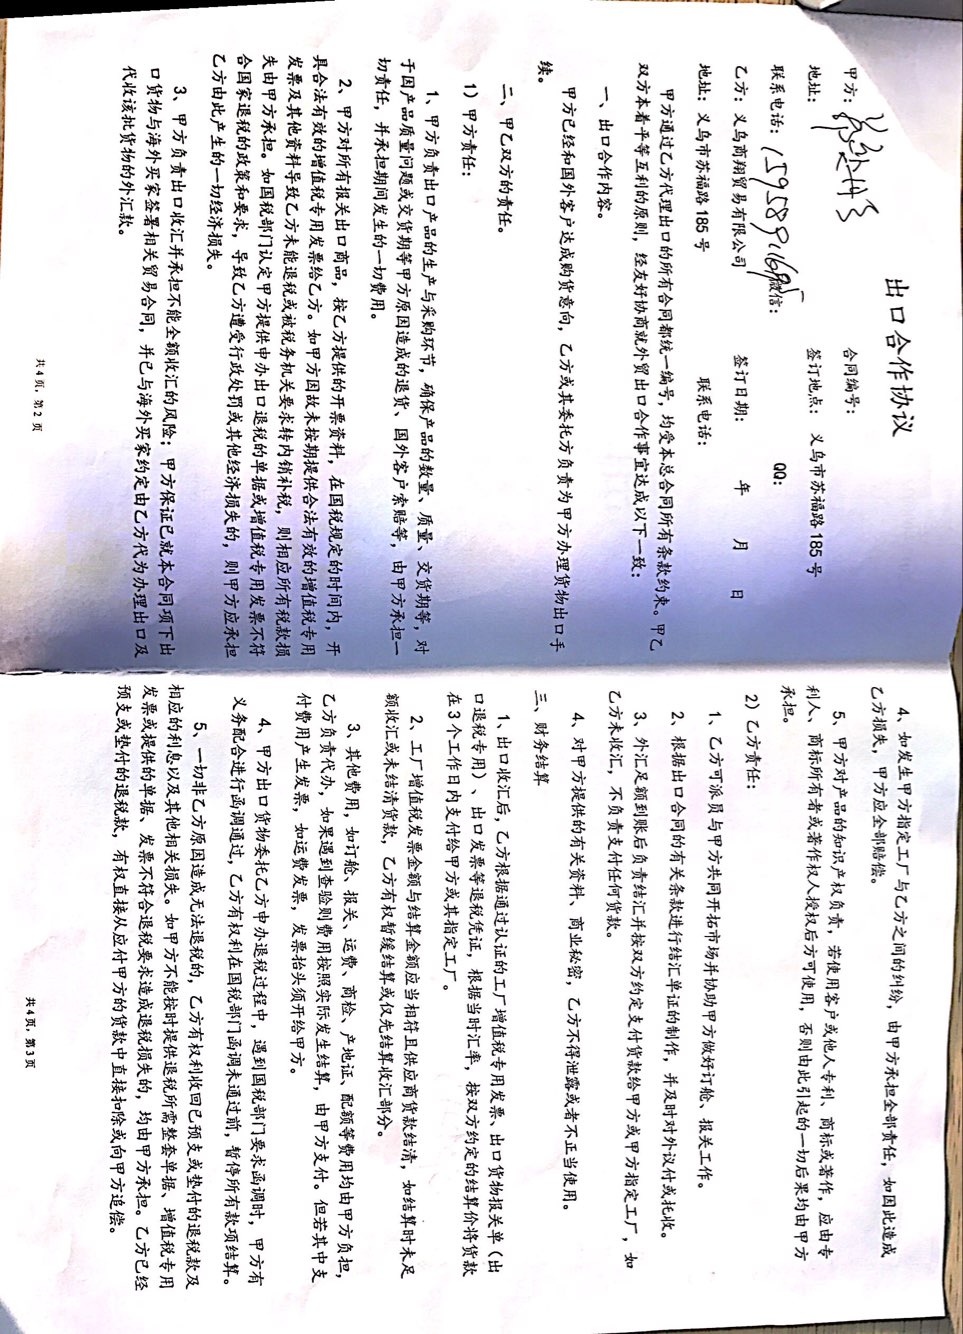 出口合作协议
甲方： 合同编号：
地址： 签订地点： 义乌市苏福路 185 号
联系电话： 微信： QQ：
乙方：义乌商翔贸易有限公司 签订日期： 年 月 日
地址：义乌市苏福路 185 号 联系电话：
甲方通过乙方代理出口的所有合同都统一编号，均受本总合同所有条款约束。甲乙
双方本着平等互利的原则，经友好协商就外贸出口合作事宜达成以下一致：
一、出口合作内容。
甲方已经和国外客户达成购货意向，乙方或其委托方负责为甲方办理货物出口手
续。
二、甲乙双方的责任。
1）甲方责任：
1、甲方负责出口产品的生产与采购环节，确保产品的数量、质量、交货期等，对
于因产品质量问题或交货期等甲方原因造成的退货、国外客户索赔等，由甲方承担一
切责任，并承担期间发生的一切费用。
2、甲方对所有报关出口商品，按乙方提供的开票资料，在国税规定的时间内，开
具合法有效的增值税专用发票给乙方。如甲方因故未按期提供合法有效的增值税专用
发票及其他资料导致乙方未能退税或被税务机关要求转内销补税，则相应所有税款损
失由甲方承担。如国税部门认定甲方提供申办出口退税的单据或增值税专用发票不符
合国家退税的政策和要求，导致乙方遭受行政处罚或其他经济损失的，则甲方应承担
乙方由此产生的一切经济损失。
3、甲方负责出口收汇并承担不能全额收汇的风险；甲方保证已就本合同项下出
口货物与海外买家签署相关贸易合同，并已与海外买家约定由乙方代为办理出口及
代收该批货物的外汇款。
共 4 页，第 2 页
4、如发生甲方指定工厂与乙方之间的纠纷，由甲方承担全部责任，如因此造成
乙方损失，甲方应全部赔偿。
5、甲方对产品的知识产权负责，若使用客户或他人专利、商标或著作，应由专
利人、商标所有者或著作权人授权后方可使用，否则由此引起的一切后果均由甲方
承担。
2）乙方责任：
1、乙方可派员与甲方共同开拓市场并协助甲方做好订舱、报关工作。
2、根据出口合同的有关条款进行结汇单证的制作，并及时对外议付或托收。
3、外汇足额到账后负责结汇并按双方约定支付货款给甲方或甲方指定工厂，如
乙方未收汇，不负责支付任何货款。
4、对甲方提供的有关资料、商业秘密，乙方不得泄露或者不正当使用。
三、财务结算
1、出口收汇后，乙方根据通过认证的工厂增值税专用发票、出口货物报关单（出
口退税专用）、出口发票等退税凭证，根据当时汇率，按双方约定的结算价将货款
在 3 个工作日内支付给甲方或其指定工厂。
2、工厂增值税发票金额与结算金额应当相符且供应商货款结清，如结算时未足
额收汇或未结清货款，乙方有权暂缓结算或仅先结算收汇部分。
3、其他费用，如订舱、报关、运费、商检、产地证、配额等费用均由甲方负担，
乙方负责代办，如果遇到查验则费用按照实际发生结算，由甲方支付。但若其中支
付费用产生发票，如运费发票，发票抬头须开给甲方。
4、甲方出口货物委托乙方申办退税过程中，遇到国税部门要求函调时，甲方有
义务配合进行函调通过，乙方有权利在国税部门函调未通过前，暂停所有款项结算。
5、一切非乙方原因造成无法退税的，乙方有权利收回已预支或垫付的退税款及
相应的利息以及其他相关损失。如甲方不能按时提供退税所需整套单据、增值税专用
发票或提供的单据、发票不符合退税要求造成退税损失的，均由甲方承担。乙方已经
预支或垫付的退税款，有权直接从应付甲方的货款中直接扣除或向甲方追偿。
共 4 页，第 3 页